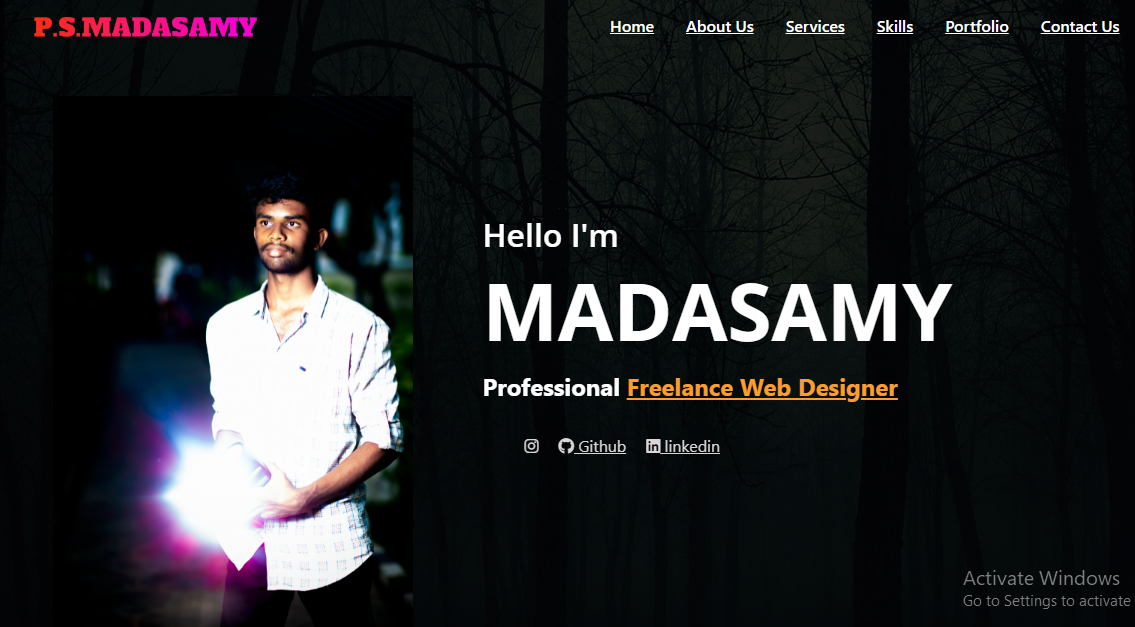 P.S.MADASAMY
Home About Us Services Skills Portfolio Contact Us
Hello I'm
MADASAMY
Professional Freelance Web Designer
Github linkedin
Activate Windows
Go to Settings to activate